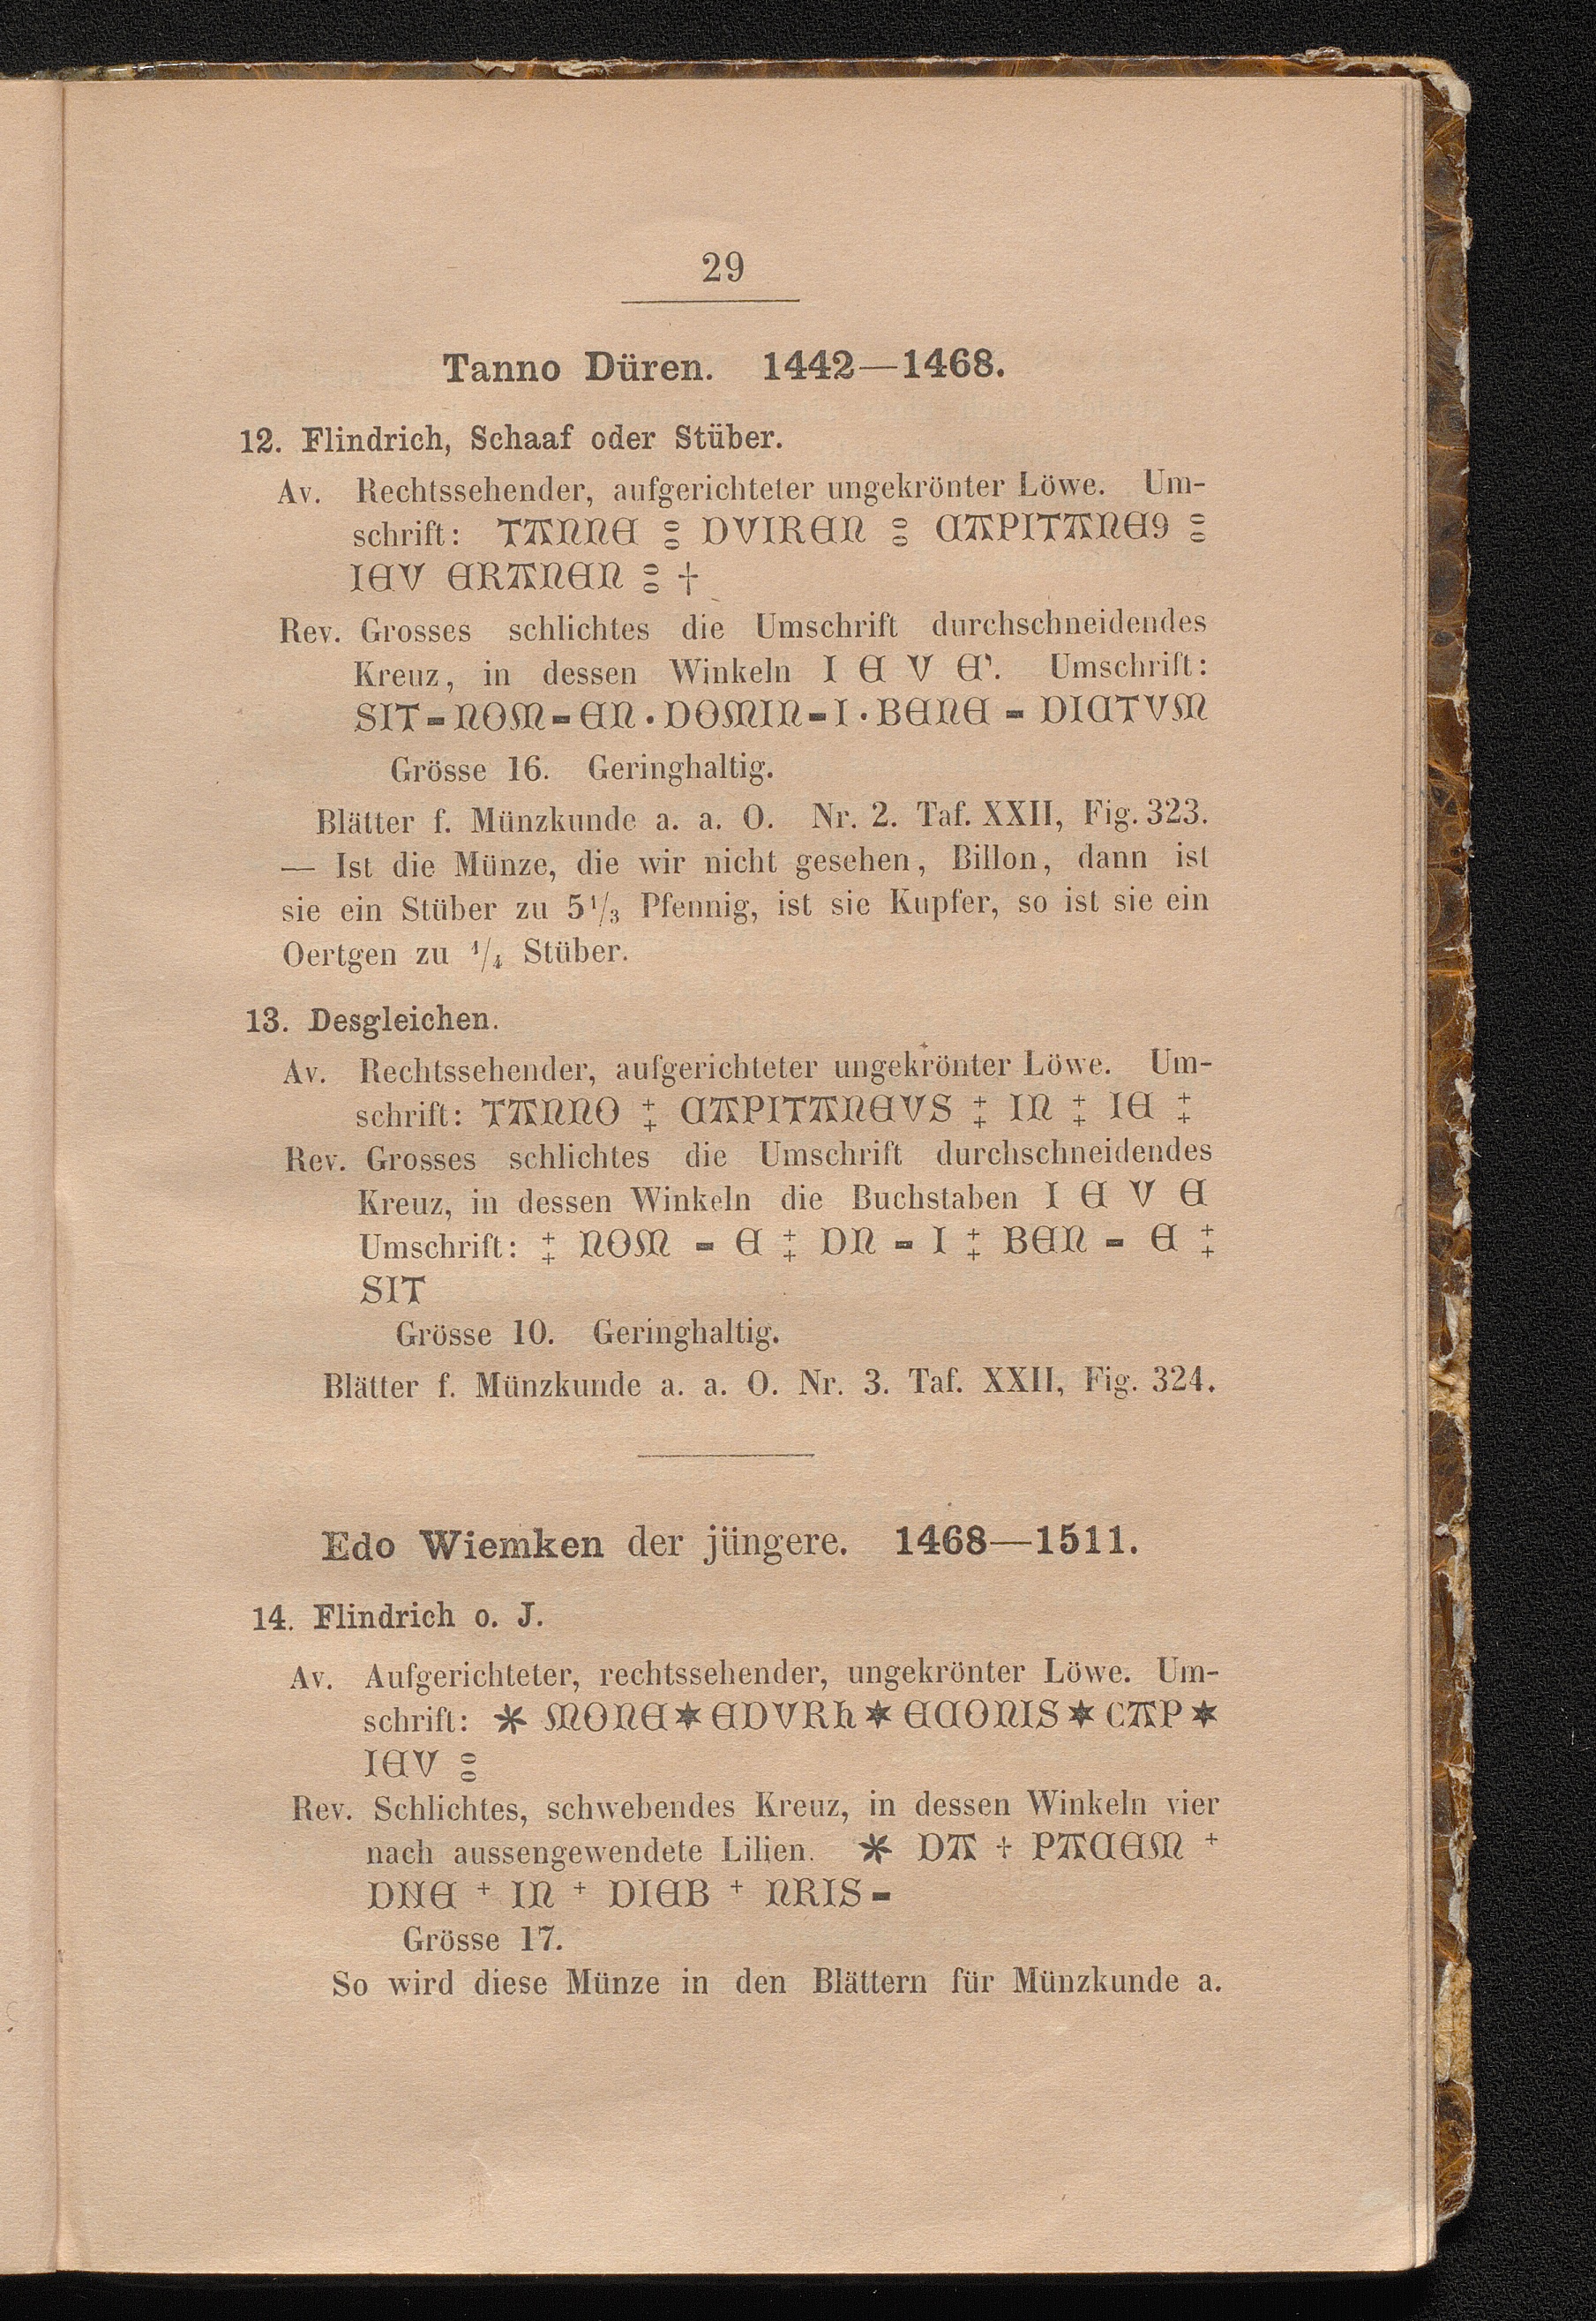 29
Tanno Düren. 1442—1468.
12. Flindrich, Schaaf oder Stüber.
Av. Rechtssehender, aufgerichteter ungekrönter Löwe. Um-
schrift: TANNE 8 DVIREN 8 CAPITANE9 8
IEV ERANEN 8 †
Rev. Grosses schlichtes die Umschrift durchschneidendes
Kreuz, in dessen Winkeln I E V E'. Umschrift:
SIT-NOM-EN·DOMIN-I·BENE-DICTVM
Grösse 16. Geringhaltig.
Blätter f. Münzkunde a. a. O. Nr. 2. Taf. XXII, Fig. 323.
— Ist die Münze, die wir nicht gesehen, Billon, dann ist
sie ein Stüber zu 5 1/3 Pfennig, ist sie Kupfer, so ist sie ein
Oertgen zu 1/4 Stüber.
13. Desgleichen.
Av. Rechtssehender, aufgerichteter ungekrönter Löwe. Um-
schrift: TANNO ‡ CAPITANEVS ‡ IN ‡ IE ‡
Rev. Grosses schlichtes die Umschrift durchschneidendes
Kreuz, in dessen Winkeln die Buchstaben I E V E
Umschrift: ‡ NOM - E ‡ DN - I ‡ BEN - E ‡
SIT
Grösse 10. Geringhaltig.
Blätter f. Münzkunde a. a. O. Nr. 3. Taf. XXII, Fig. 324.
Edo Wiemken der jüngere. 1468—1511.
14. Flindrich o. J.
Av. Aufgerichteter, rechtssehender, ungekrönter Löwe. Um-
schrift: * MONE * EDVRh * ECONIS * CAP *
IEV 8
Rev. Schlichtes, schwebendes Kreuz, in dessen Winkeln vier
nach aussengewendete Lilien. * DA + PACEM +
DNE + IN + DIEB + NRIS -
Grösse 17.
So wird diese Münze in den Blättern für Münzkunde a.